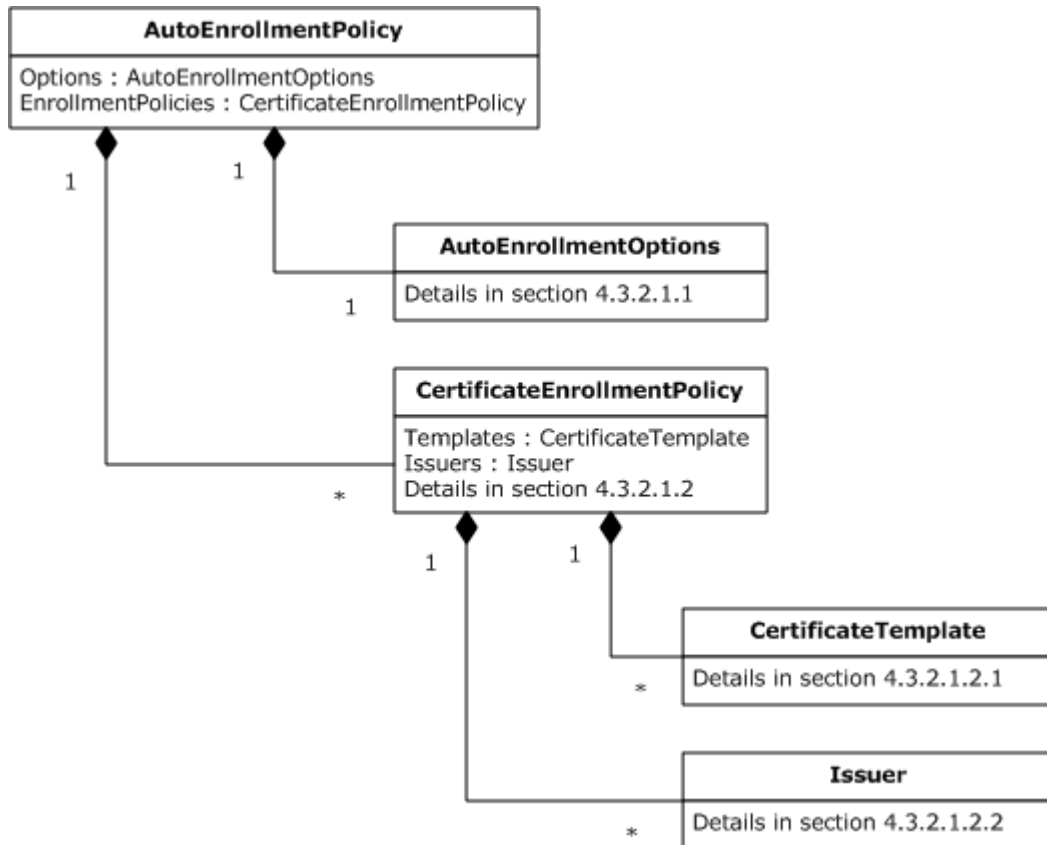 AutoEnrollmentPolicy
Options : AutoEnrollmentOptions
EnrollmentPolicies : CertificateEnrollmentPolicy
1
1
AutoEnrollmentOptions
Details in section 4.3.2.1.1
1
CertificateEnrollmentPolicy
Templates : CertificateTemplate
Issuers : Issuer
Details in section 4.3.2.1.2
*
1
1
CertificateTemplate
Details in section 4.3.2.1.2.1
*
Issuer
Details in section 4.3.2.1.2.2
*